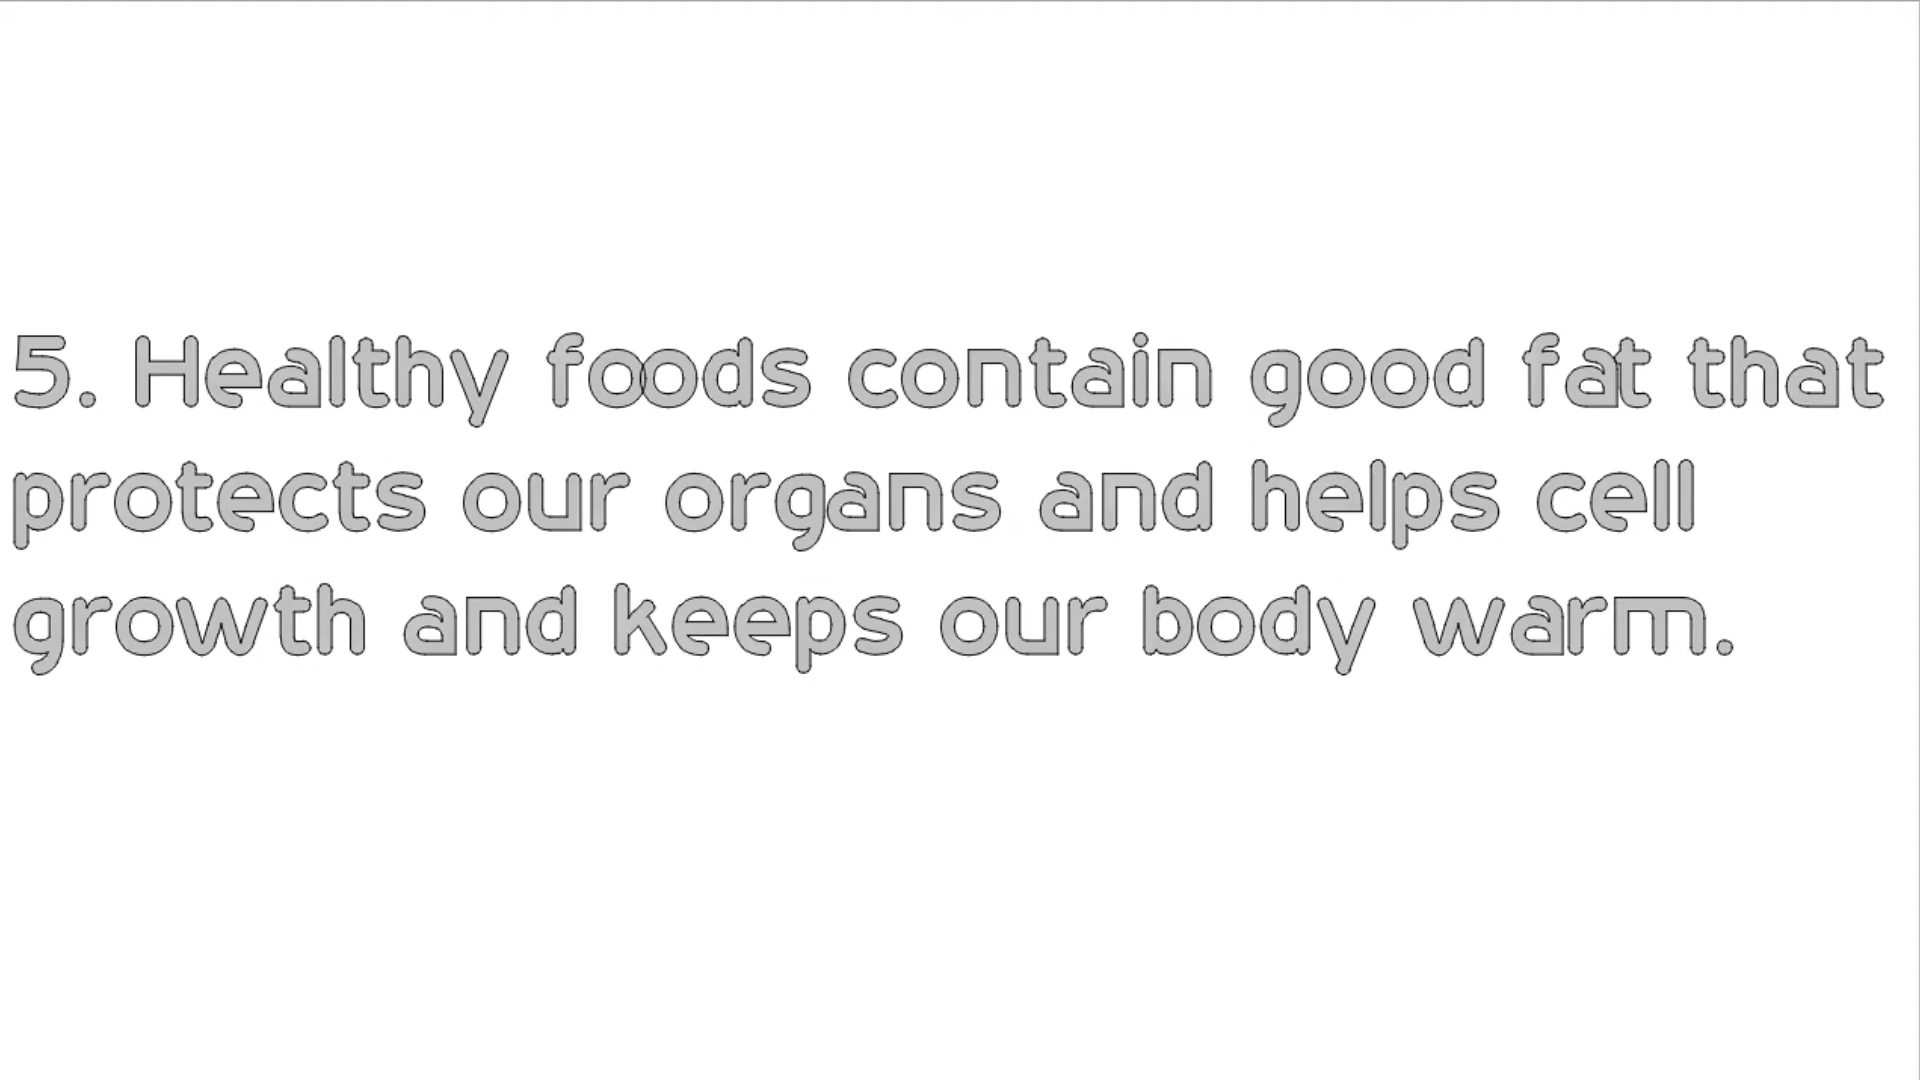 5. Healthy foods contain good fat that
protects our organs and helps cell
growth and keeps our body warm.